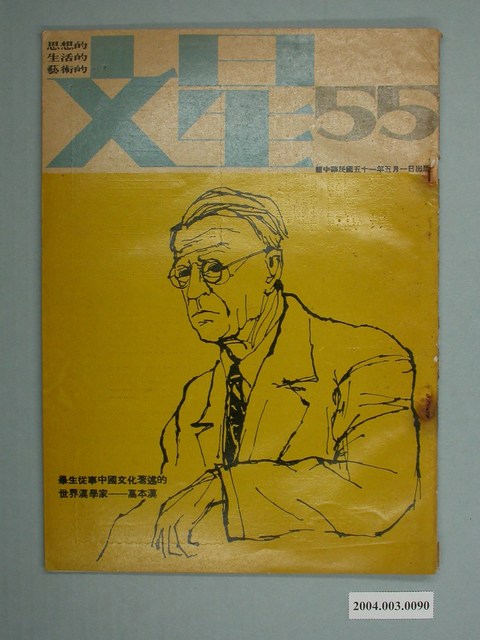 思想的
生活的
藝術的
文星
55
中華民國五十一年五月一日出版
畢生從事中國文化著述的
世界漢學家——高本漢
2004.003.0090